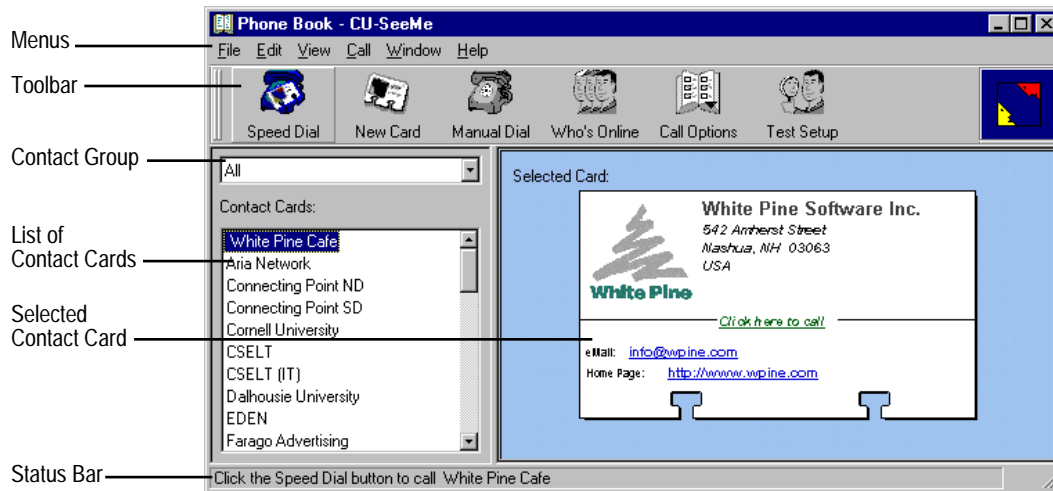 Phone Book - CU-SeeMe
Menus
File Edit View Call Window Help
Toolbar
Speed Dial New Card Manual Dial Who's Online Call Options Test Setup
Contact Group
All
Selected Card:
Contact Cards:
White Pine Software Inc.
542 Amherst Street
Nashua, NH 03063
USA
White Pine
Click here to call
eMail: info@wpine.com
Home Page: http://www.wpine.com
List of
Contact Cards
White Pine Cafe
Aria Network
Connecting Point ND
Connecting Point SD
Cornell University
CSELT
CSELT (IT)
Dalhousie University
EDEN
Farago Advertising
Selected
Contact Card
Status Bar
Click the Speed Dial button to call White Pine Cafe